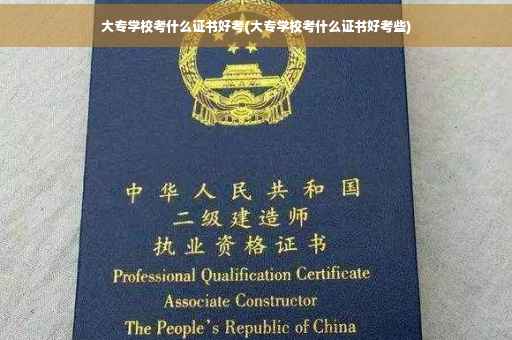 大专学校考什么证书好考(大专学校考什么证书好考些)
中华人民共和国
二级建造师
执业资格证书
Professional Qualification Certificate
Associate Constructor
The People's Republic of China